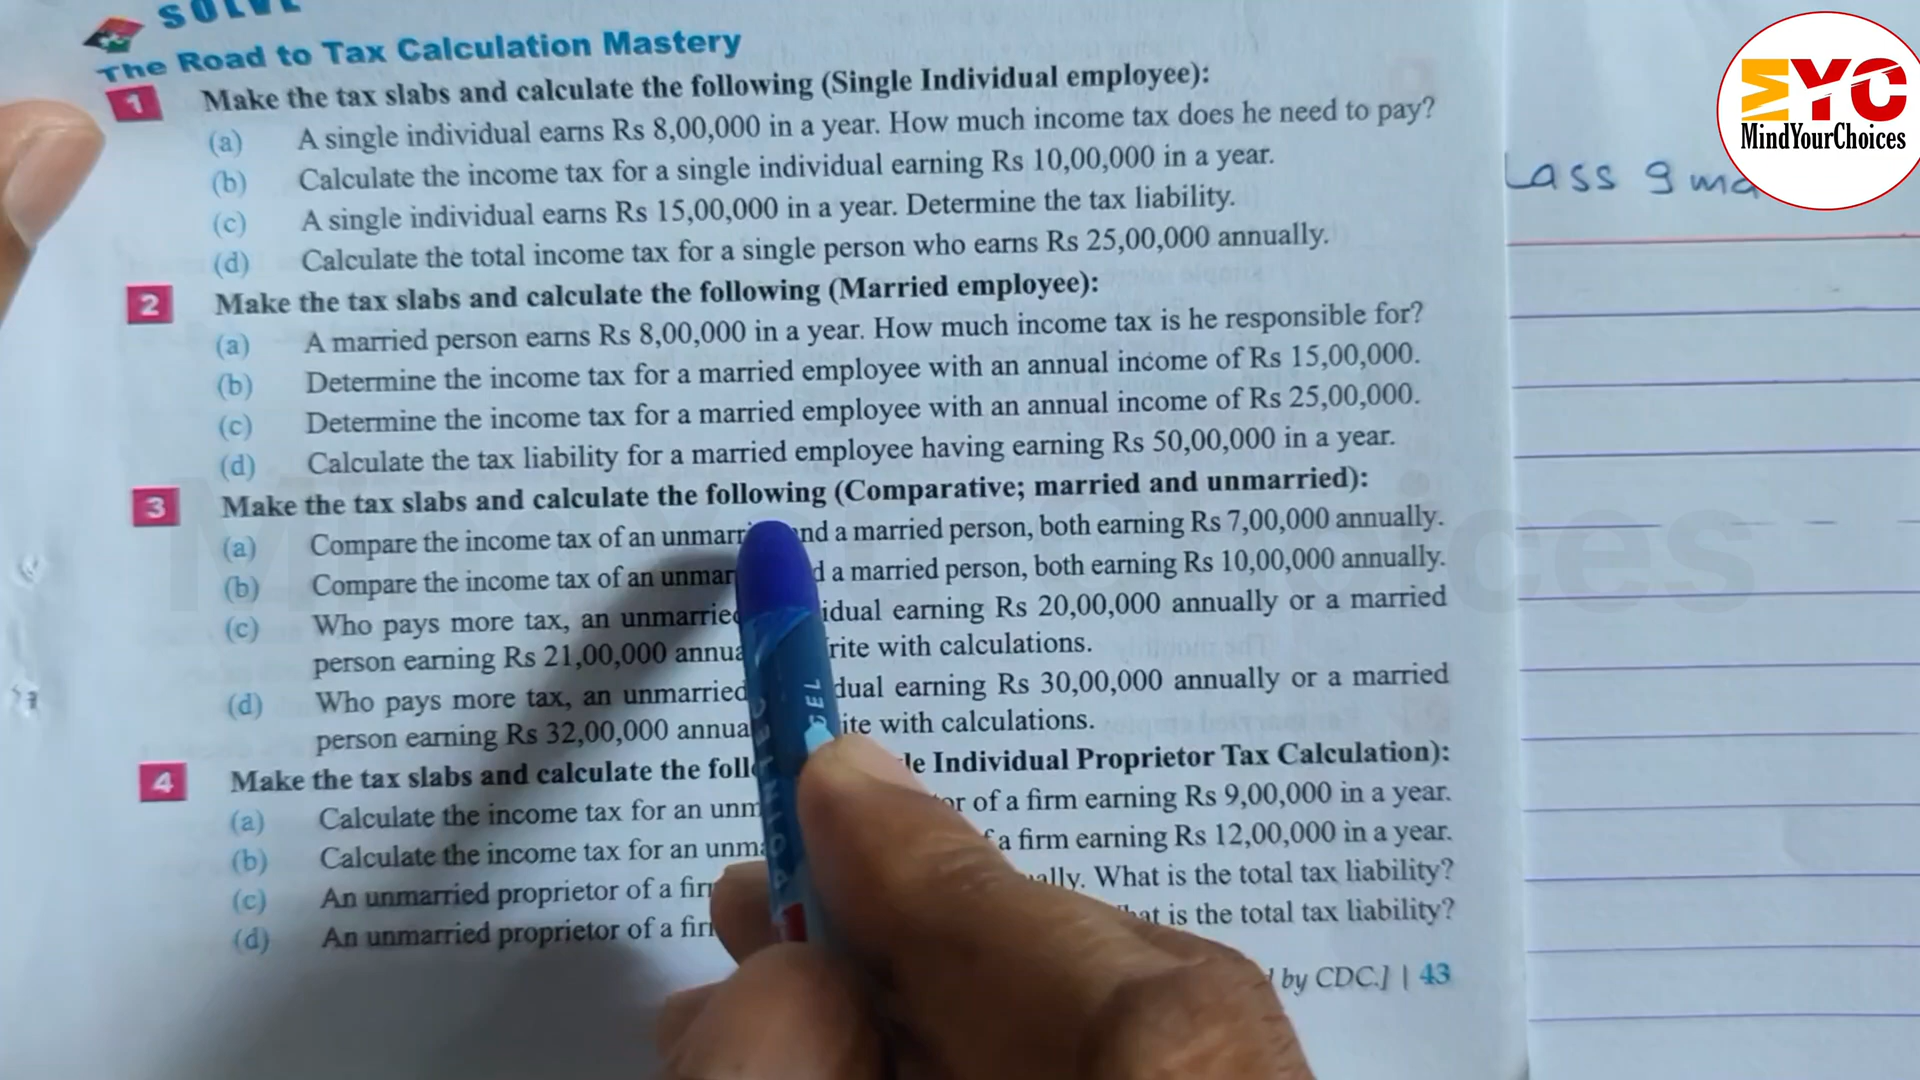 SOLVE
The Road to Tax Calculation Mastery
1 Make the tax slabs and calculate the following (Single Individual employee):
(a) A single individual earns Rs 8,00,000 in a year. How much income tax does he need to pay?
(b) Calculate the income tax for a single individual earning Rs 10,00,000 in a year.
(c) A single individual earns Rs 15,00,000 in a year. Determine the tax liability.
(d) Calculate the total income tax for a single person who earns Rs 25,00,000 annually.
2 Make the tax slabs and calculate the following (Married employee):
(a) A married person earns Rs 8,00,000 in a year. How much income tax is he responsible for?
(b) Determine the income tax for a married employee with an annual income of Rs 15,00,000.
(c) Determine the income tax for a married employee with an annual income of Rs 25,00,000.
(d) Calculate the tax liability for a married employee having earning Rs 50,00,000 in a year.
3 Make the tax slabs and calculate the following (Comparative; married and unmarried):
(a) Compare the income tax of an unmarri nd a married person, both earning Rs 7,00,000 annually.
(b) Compare the income tax of an unmar d a married person, both earning Rs 10,00,000 annually.
(c) Who pays more tax, an unmarried idual earning Rs 20,00,000 annually or a married
person earning Rs 21,00,000 annua rite with calculations.
(d) Who pays more tax, an unmarried dual earning Rs 30,00,000 annually or a married
person earning Rs 32,00,000 annua ite with calculations.
4 Make the tax slabs and calculate the foll le Individual Proprietor Tax Calculation):
(a) Calculate the income tax for an unm or of a firm earning Rs 9,00,000 in a year.
(b) Calculate the income tax for an unma a firm earning Rs 12,00,000 in a year.
(c) An unmarried proprietor of a fir ally. What is the total tax liability?
(d) An unmarried proprietor of a fir hat is the total tax liability?
by CDC.] | 43
Lass 9 ma
MYC
MindYourChoices
GEL
MindYourChoices